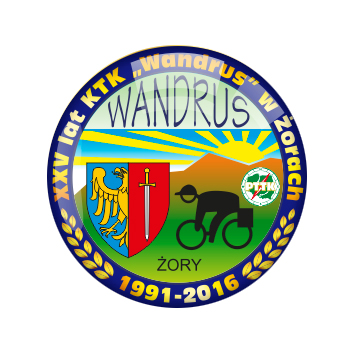 XXV lat KTK „Wandrus” w Żorach
WANDRUS
PTTK
ŻORY
1991-2016